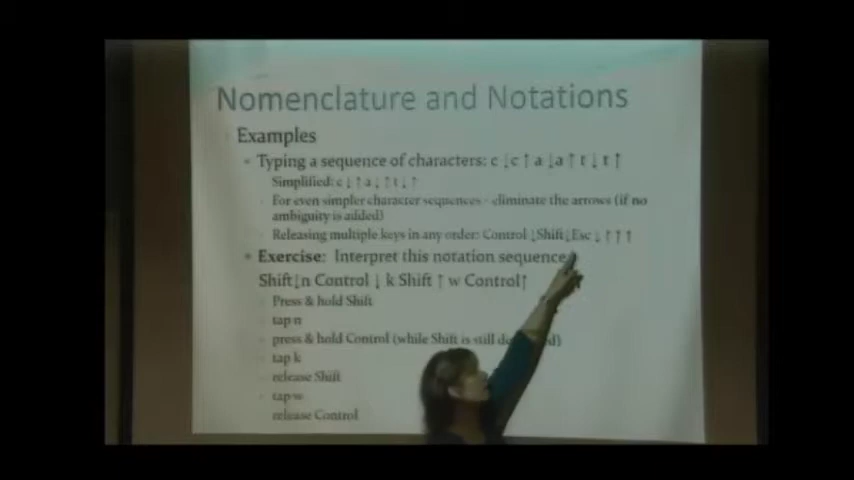 Nomenclature and Notations
Examples
Typing a sequence of characters: c ↓c ↑ a ↓a ↑ t ↓ t ↑
Simplified: c ↓ ↑ a ↓ ↑ t ↓ ↑
For even simpler character sequences - eliminate the arrows (if no
ambiguity is added)
Releasing multiple keys in any order: Control ↓Shift↓Esc ↓ ↑ ↑ ↑
Exercise: Interpret this notation sequence
Shift↓n Control ↓ k Shift ↑ w Control↑
Press & hold Shift
tap n
press & hold Control (while Shift is still
tap k
release Shift
tap w
release Control